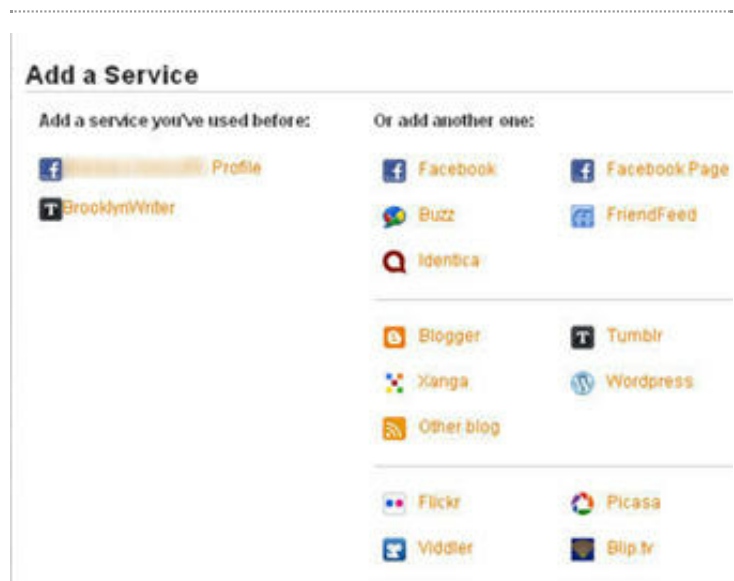 Add a Service
Add a service you've used before:
Profile
BrooklynWriter
Or add another one:
Facebook
Facebook Page
Buzz
FriendFeed
Identica
Blogger
Tumblr
Xanga
Wordpress
Other blog
Flickr
Picasa
Viddler
Blip.tv